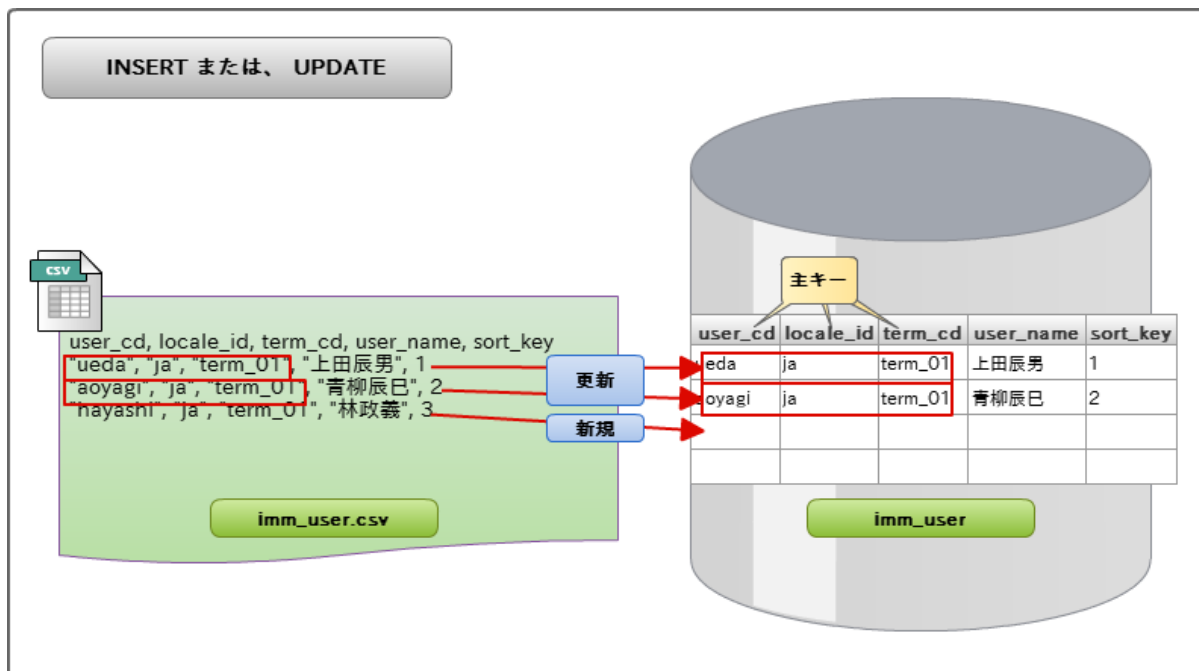 INSERT または、 UPDATE
csv
user_cd, locale_id, term_cd, user_name, sort_key
"ueda", "ja", "term_01", "上田辰男", 1
"aoyagi", "ja", "term_01", "青柳辰巳", 2
"hayashi", "ja", "term_01", "林政義", 3
imm_user.csv
更新
新規
主キー
user_cd locale_id term_cd user_name sort_key
ueda ja term_01 上田辰男 1
aoyagi ja term_01 青柳辰巳 2
imm_user